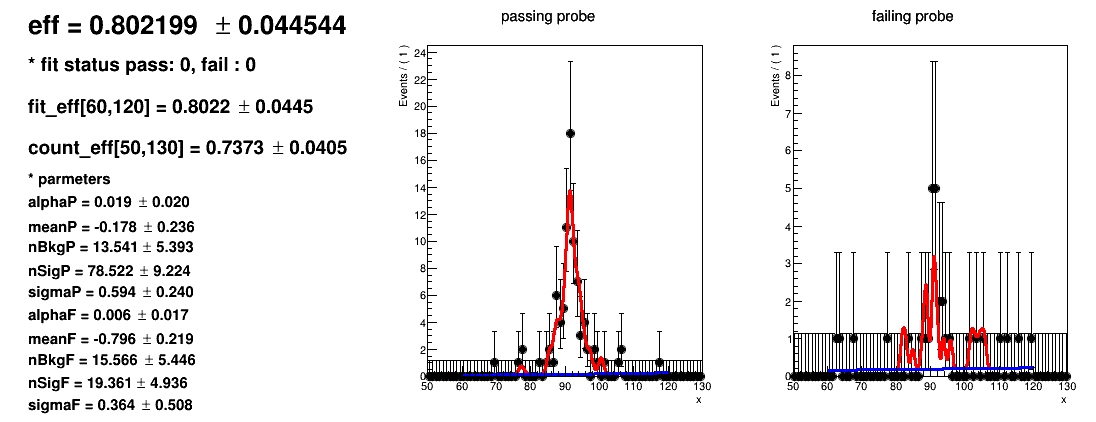 eff = 0.802199 ± 0.044544
* fit status pass: 0, fail : 0
fit_eff[60,120] = 0.8022 ± 0.0445
count_eff[50,130] = 0.7373 ± 0.0405
* parmeters
alphaP = 0.019 ± 0.020
meanP = -0.178 ± 0.236
nBkgP = 13.541 ± 5.393
nSigP = 78.522 ± 9.224
sigmaP = 0.594 ± 0.240
alphaF = 0.006 ± 0.017
meanF = -0.796 ± 0.219
nBkgF = 15.566 ± 5.446
nSigF = 19.361 ± 4.936
sigmaF = 0.364 ± 0.508
passing probe
Events / ( 1 )
24
22
20
18
16
14
12
10
8
6
4
2
0
50 60 70 80 90 100 110 120 130
x
failing probe
Events / ( 1 )
8
7
6
5
4
3
2
1
0
50 60 70 80 90 100 110 120 130
x